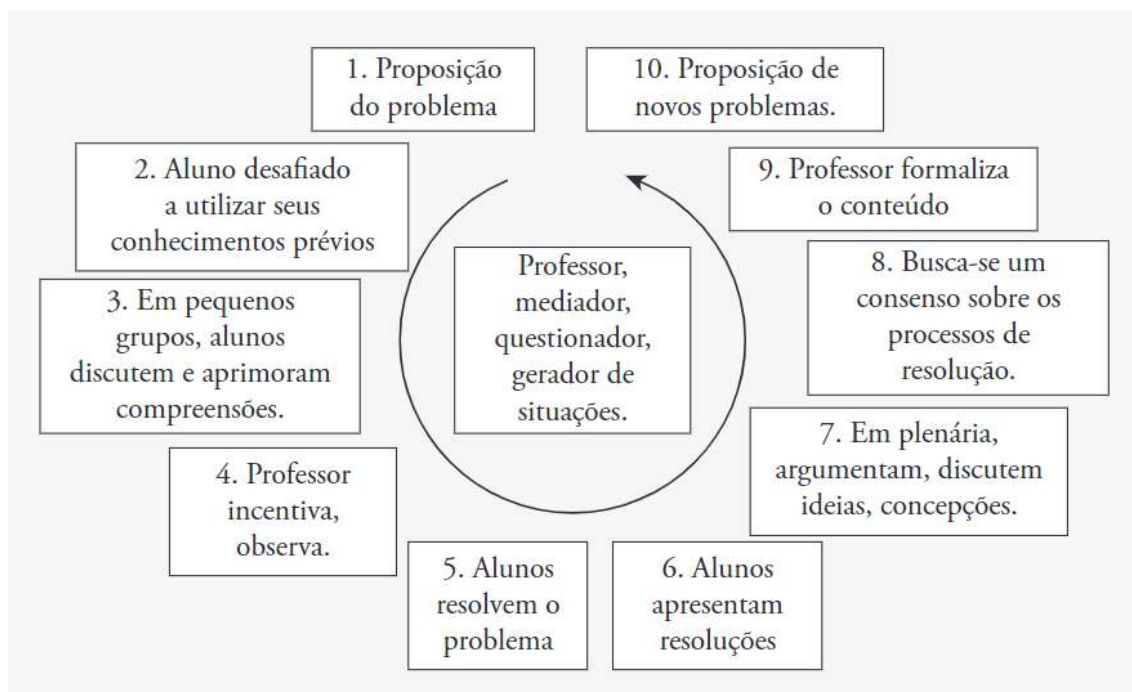 1. Proposição
do problema
2. Aluno desafiado
a utilizar seus
conhecimentos prévios
3. Em pequenos
grupos, alunos
discutem e aprimoram
compreensões.
4. Professor
incentiva,
observa.
5. Alunos
resolvem o
problema
6. Alunos
apresentam
resoluções
7. Em plenária,
argumentam, discutem
ideias, concepções.
8. Busca-se um
consenso sobre os
processos de
resolução.
9. Professor formaliza
o conteúdo
10. Proposição de
novos problemas.
Professor,
mediador,
questionador,
gerador de
situações.